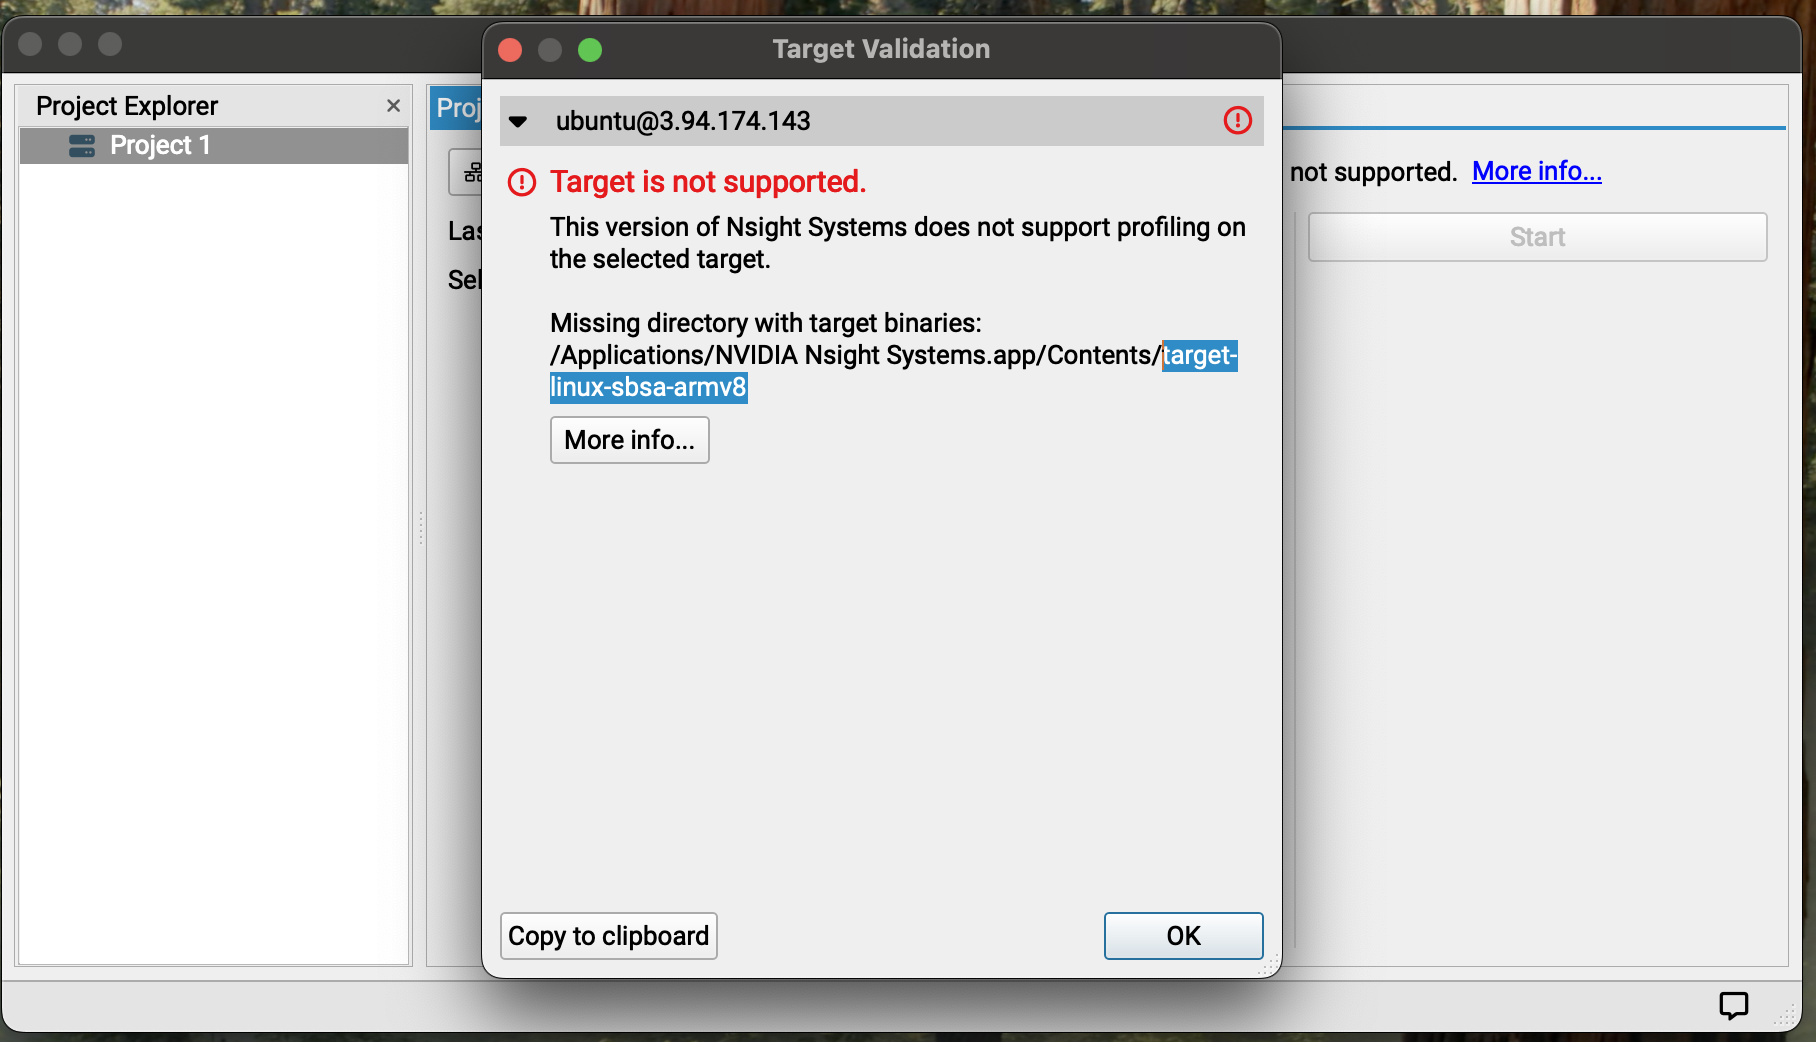 Target Validation
Project Explorer
Project 1
Proj
Las
Sel
ubuntu@3.94.174.143
Target is not supported.
This version of Nsight Systems does not support profiling on
the selected target.
Missing directory with target binaries:
/Applications/NVIDIA Nsight Systems.app/Contents/target-
linux-sbsa-armv8
More info...
Copy to clipboard
OK
not supported. More info...
Start